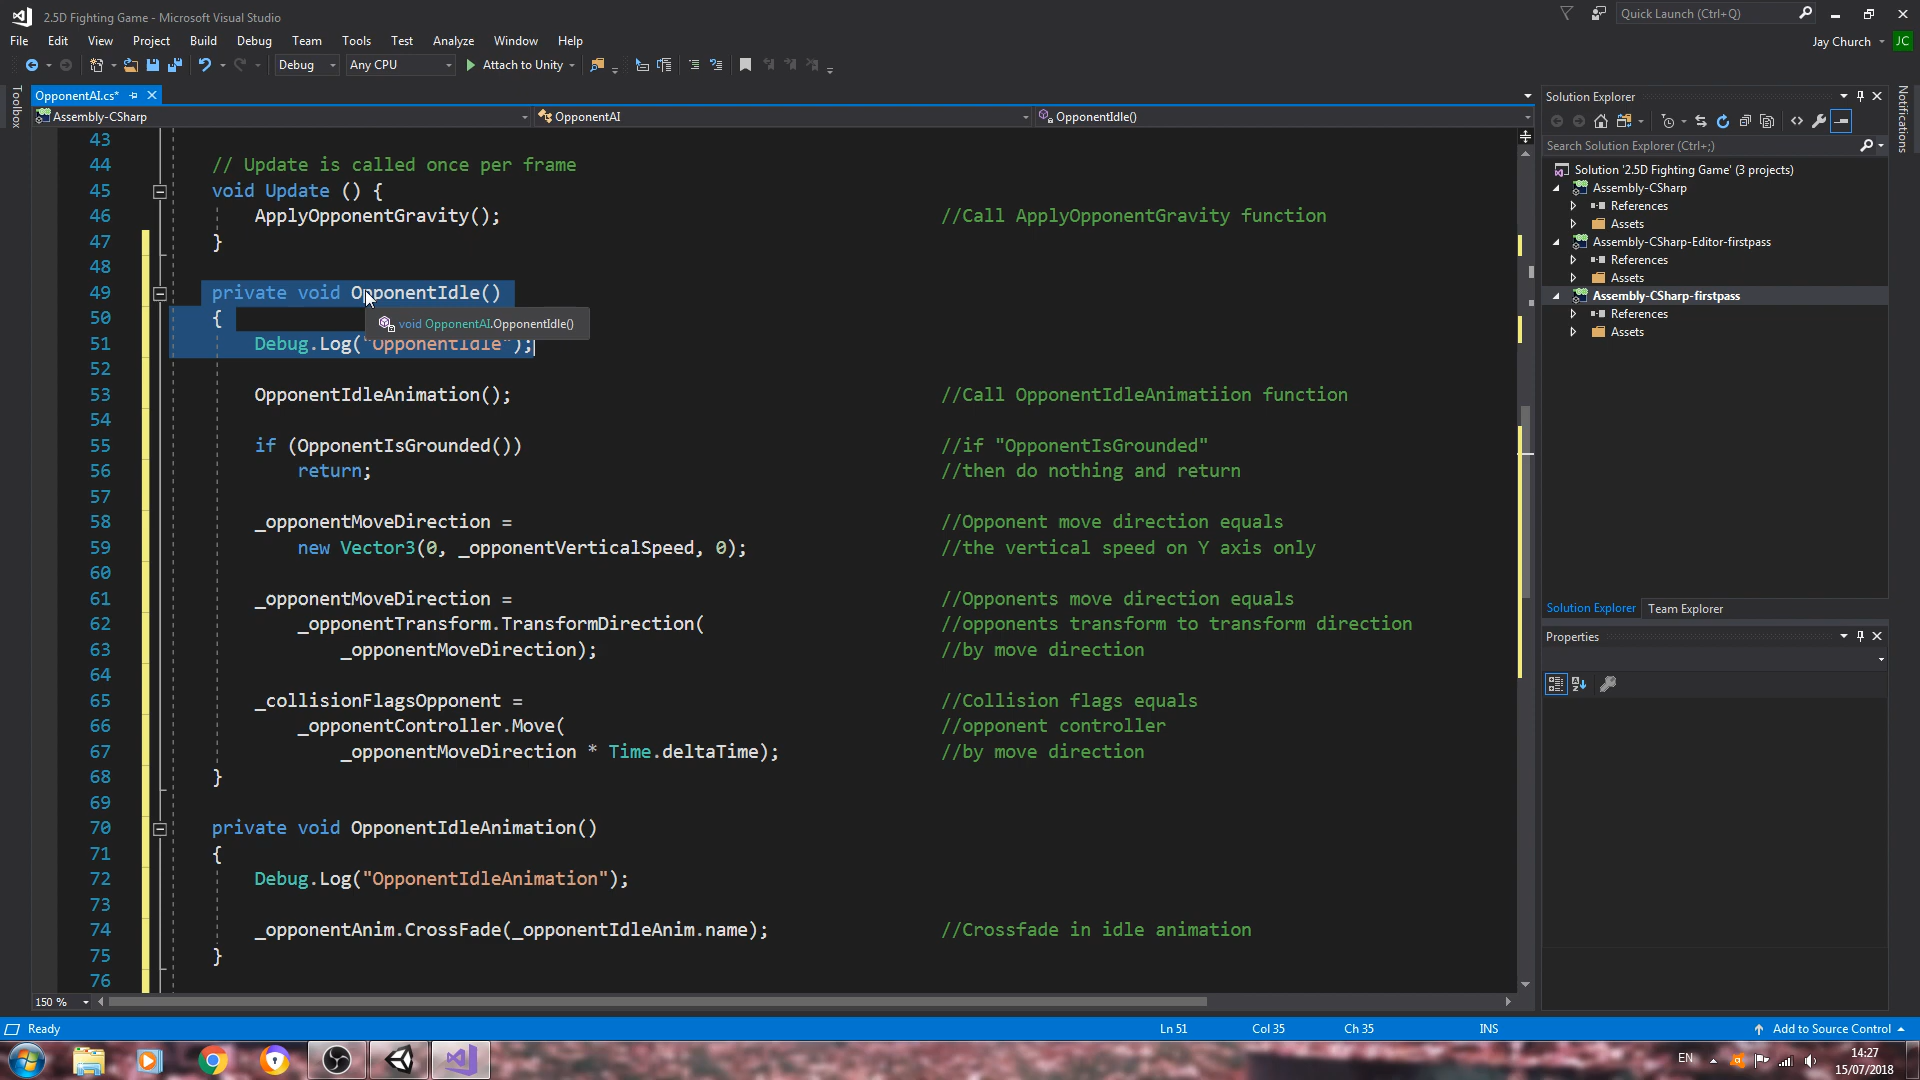 2.5D Fighting Game - Microsoft Visual Studio
Quick Launch (Ctrl+Q)
File Edit View Project Build Debug Team Tools Test Analyze Window Help
Jay Church JC
Debug Any CPU Attach to Unity
OpponentAI.cs*
Toolbox
Assembly-CSharp OpponentAI OpponentIdle()
43
44 // Update is called once per frame
45 void Update () {
46 ApplyOpponentGravity(); //Call ApplyOpponentGravity function
47 }
48
49 private void OpponentIdle()
50 {
void OpponentAI.OpponentIdle()
51 Debug.Log("OpponentIdle");
52
53 OpponentIdleAnimation(); //Call OpponentIdleAnimatiion function
54
55 if (OpponentIsGrounded()) //if "OpponentIsGrounded"
56 return; //then do nothing and return
57
58 _opponentMoveDirection = //Opponent move direction equals
59 new Vector3(0, _opponentVerticalSpeed, 0); //the vertical speed on Y axis only
60
61 _opponentMoveDirection = //Opponents move direction equals
62 _opponentTransform.TransformDirection( //opponents transform to transform direction
63 _opponentMoveDirection); //by move direction
64
65 _collisionFlagsOpponent = //Collision flags equals
66 _opponentController.Move( //opponent controller
67 _opponentMoveDirection * Time.deltaTime); //by move direction
68 }
69
70 private void OpponentIdleAnimation()
71 {
72 Debug.Log("OpponentIdleAnimation");
73
74 _opponentAnim.CrossFade(_opponentIdleAnim.name); //Crossfade in idle animation
75 }
76
150 %
Solution Explorer
Search Solution Explorer (Ctrl+;)
Solution '2.5D Fighting Game' (3 projects)
Assembly-CSharp
References
Assets
Assembly-CSharp-Editor-firstpass
References
Assets
Assembly-CSharp-firstpass
References
Assets
Solution Explorer Team Explorer
Properties
Notifications
Ready Ln 51 Col 35 Ch 35 INS Add to Source Control
EN 14:27
15/07/2018